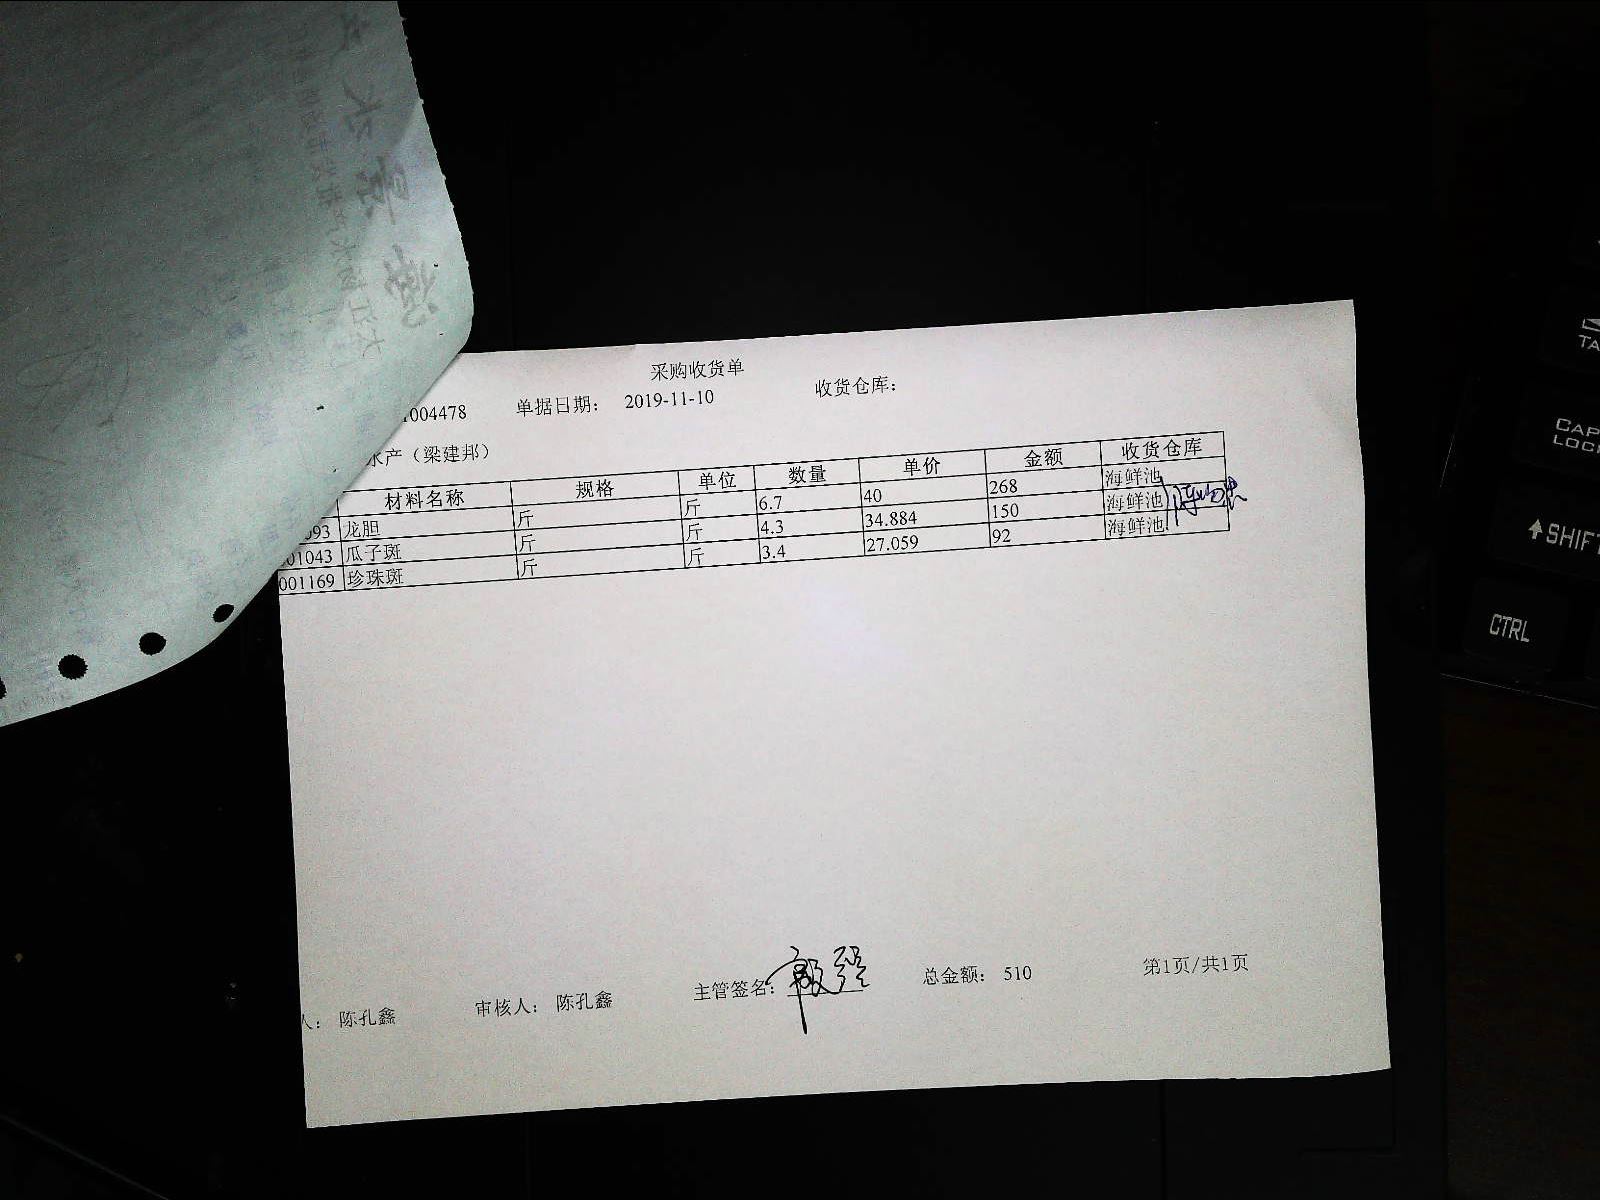 采购收货单
1004478 单据日期： 2019-11-10 收货仓库：
水产（梁建邦）
材料名称 规格 单位 数量 单价 金额 收货仓库
093 龙胆 斤 斤 6.7 40 268 海鲜池
01043 瓜子斑 斤 斤 4.3 34.884 150 海鲜池
001169 珍珠斑 斤 斤 3.4 27.059 92 海鲜池
人： 陈孔鑫 审核人： 陈孔鑫 主管签名： 总金额： 510 第1页/共1页
TA
CAP
LOC
SHIFT
CTRL